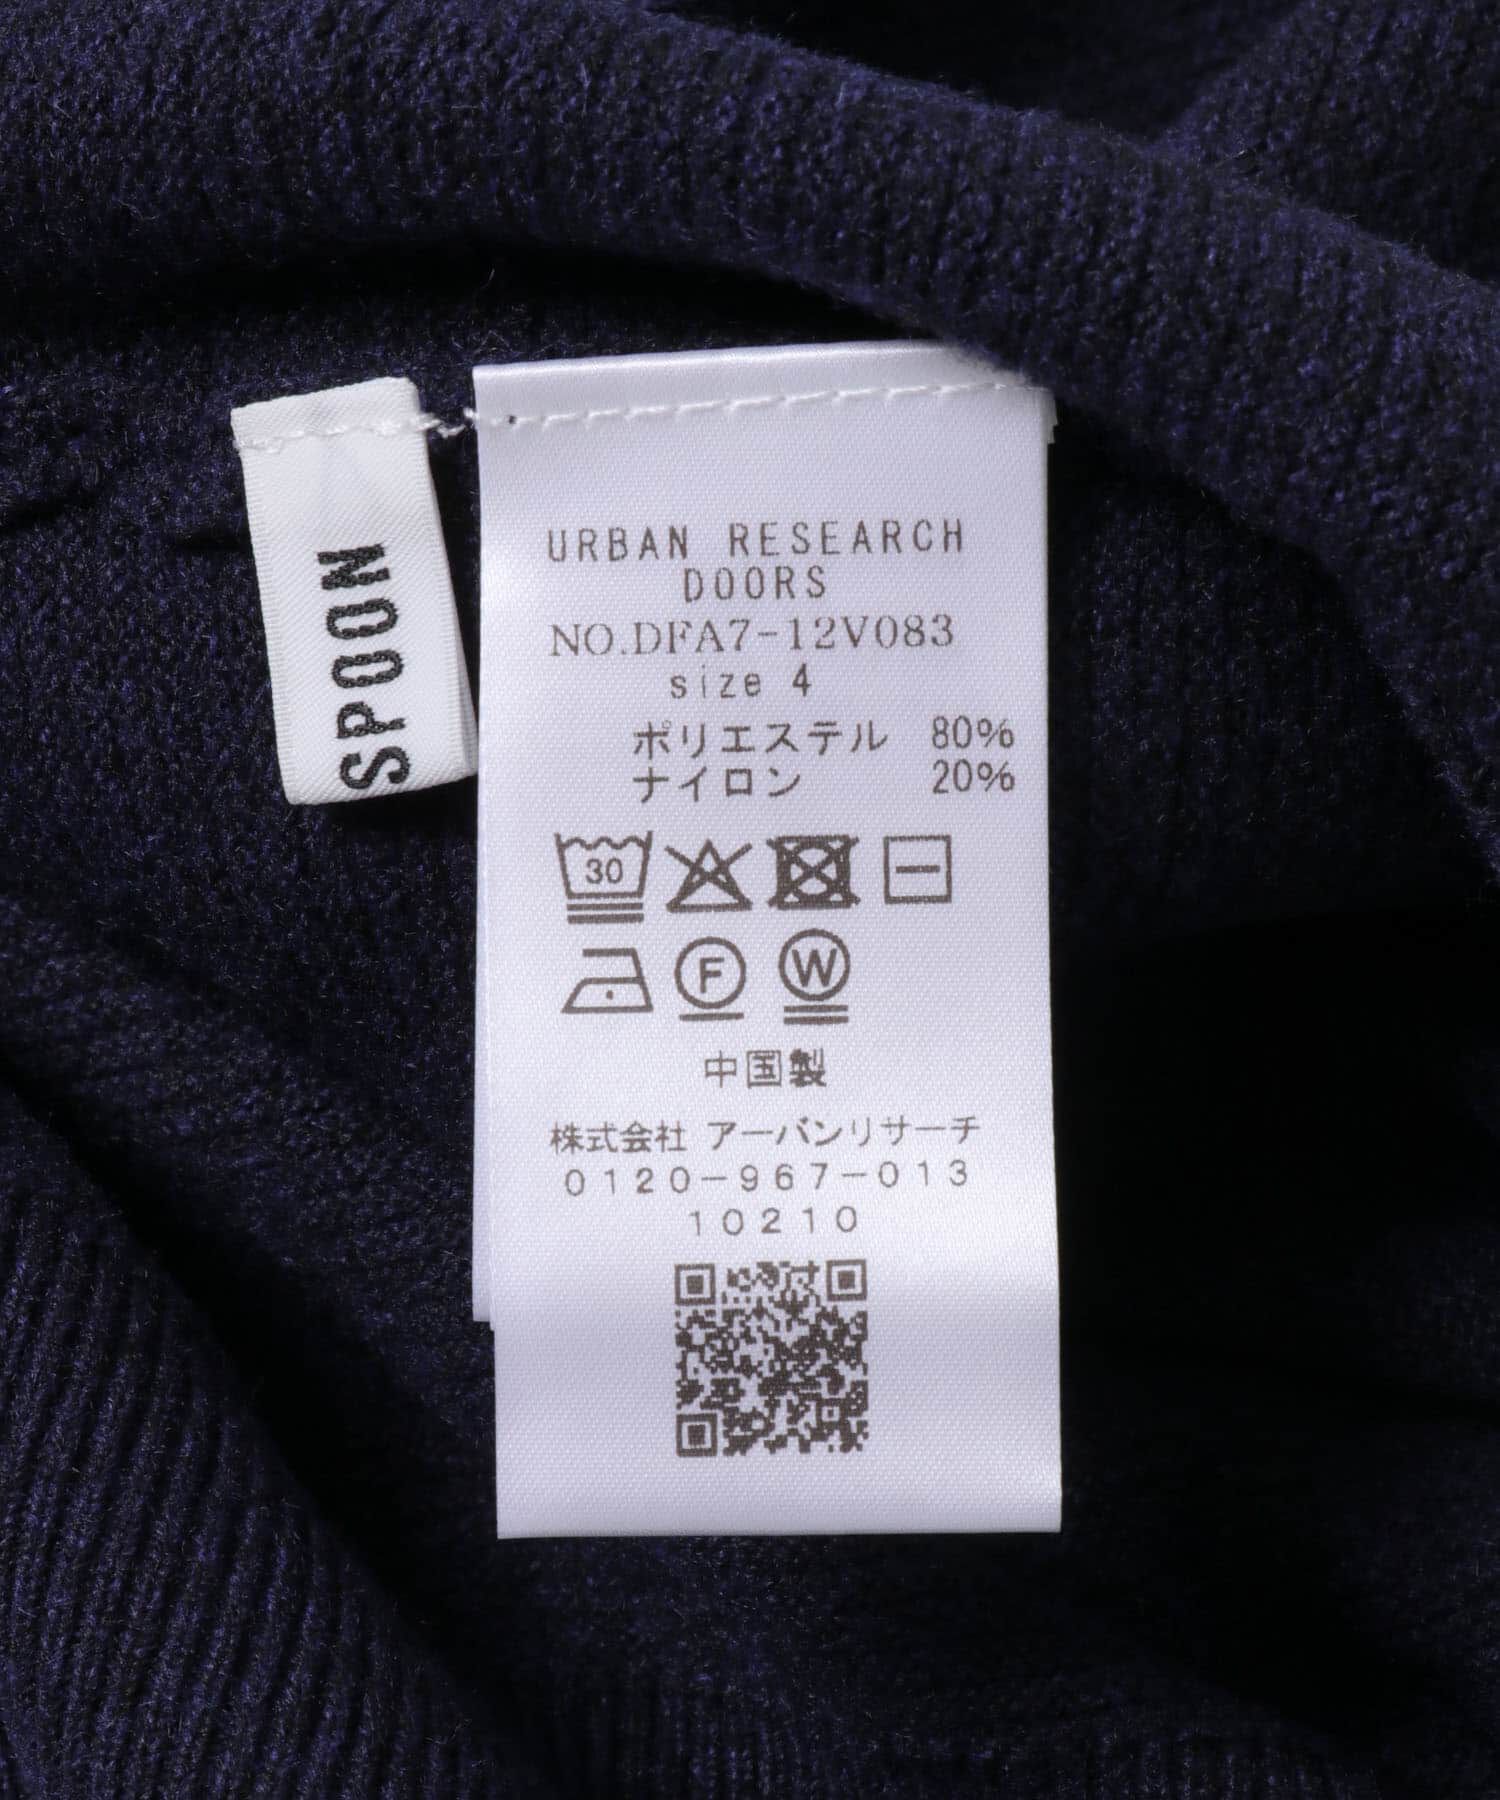 SPOON
URBAN RESEARCH
DOORS
NO.DFA7-12V083
size 4
ポリエステル 80%
ナイロン 20%
30
F
W
中国製
株式会社 アーバンリサーチ
0120-967-013
10210